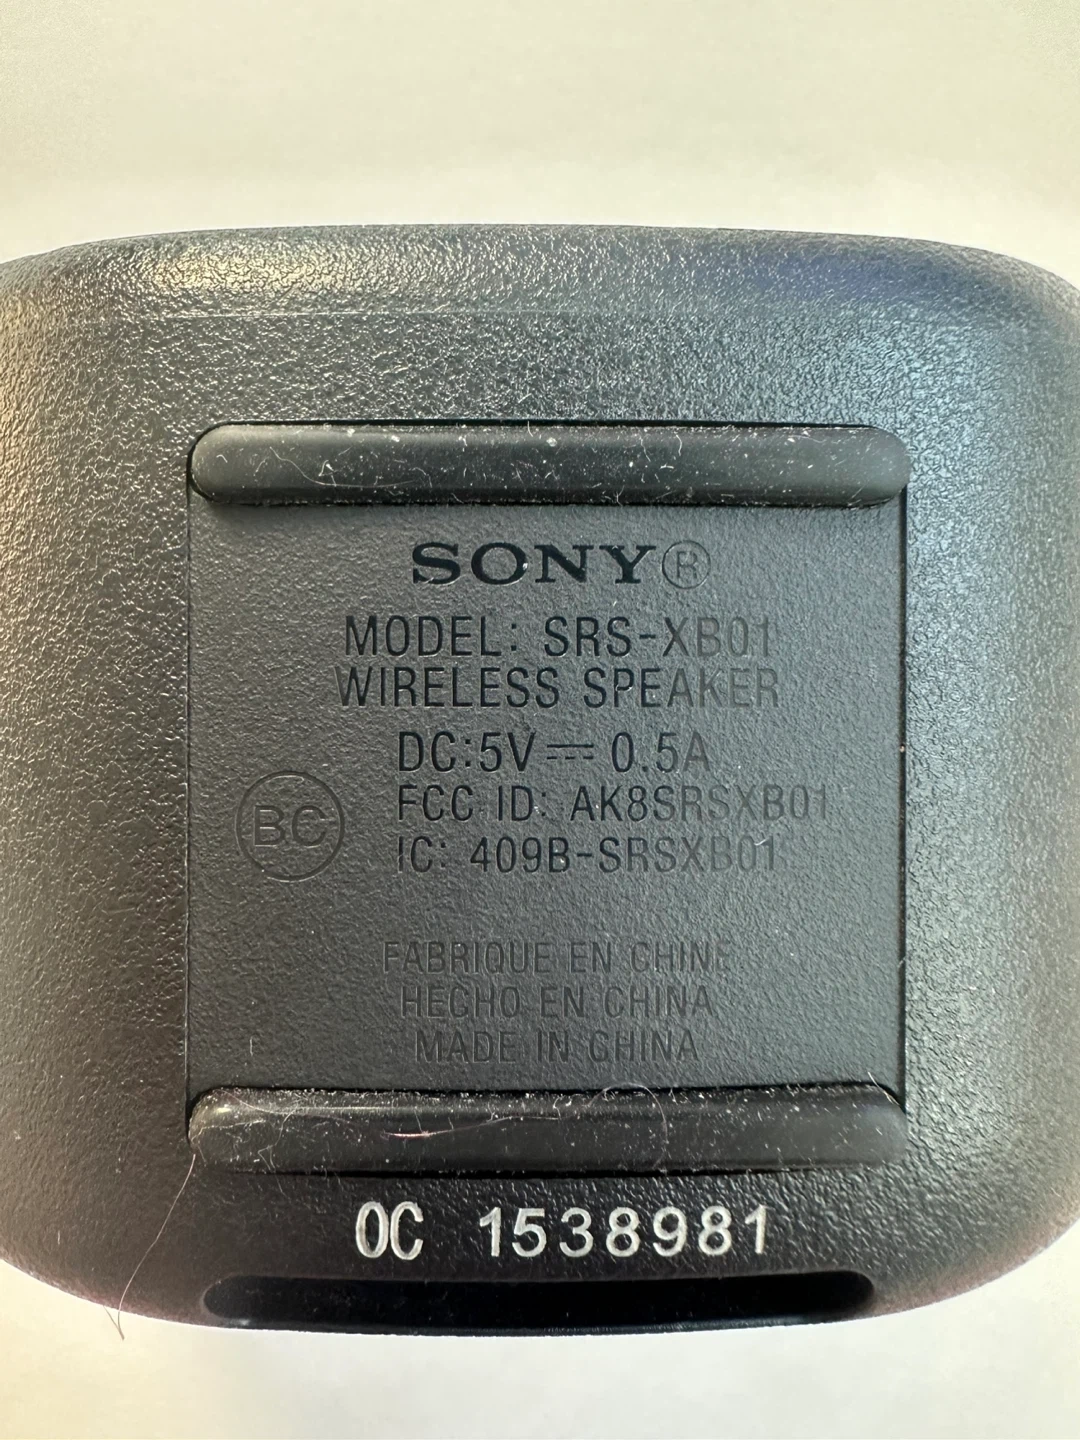 SONY®
MODEL: SRS-XB01
WIRELESS SPEAKER
DC:5V⎓0.5A
BC
FCC ID: AK8SRSXB01
IC: 409B-SRSXB01
FABRIQUE EN CHINE
HECHO EN CHINA
MADE IN CHINA
OC 1538981